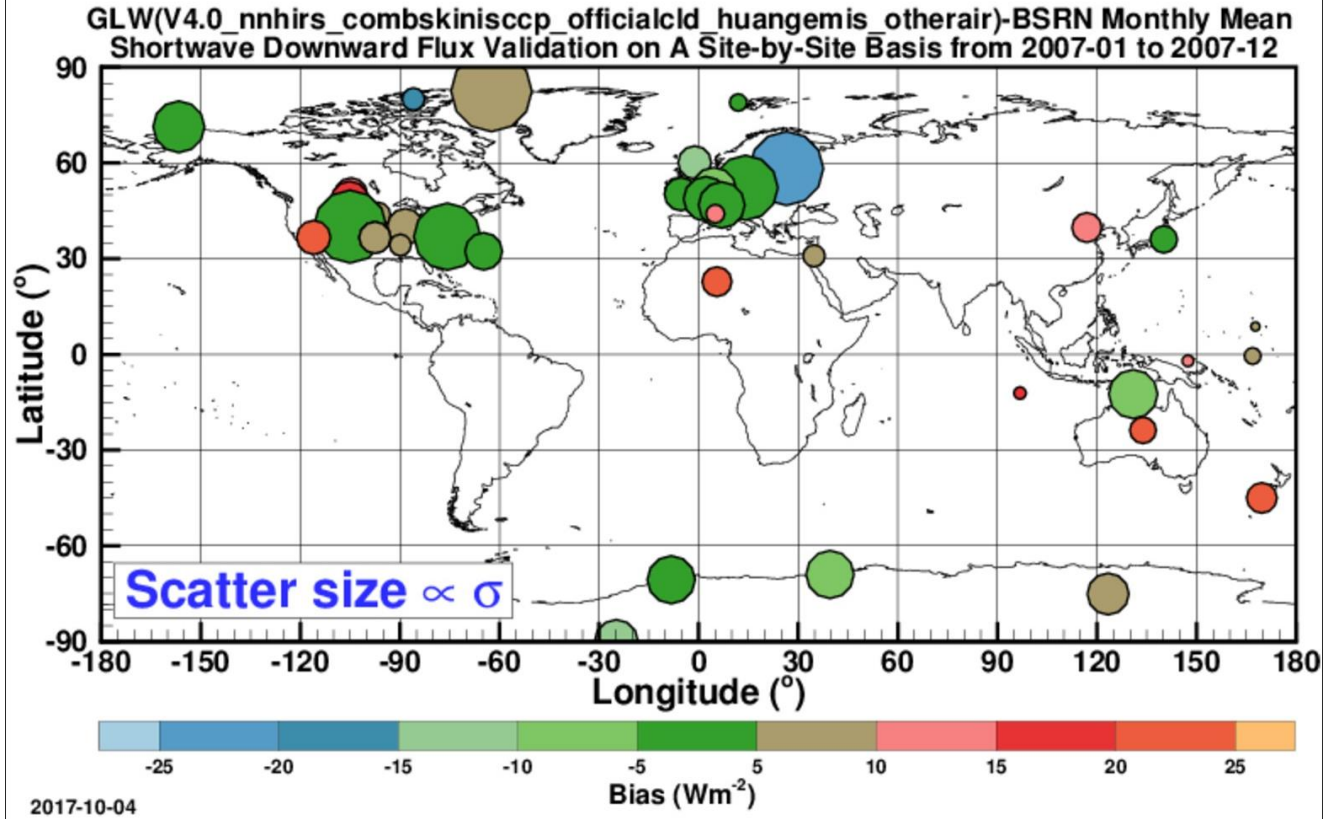 GLW(V4.0_nnhirs_combskinisccp_officialcld_huangemis_otherair)-BSRN Monthly Mean
Shortwave Downward Flux Validation on A Site-by-Site Basis from 2007-01 to 2007-12
90
60
30
0
-30
-60
-90
Latitude (°)
Scatter size ∝ σ
-180 -150 -120 -90 -60 -30 0 30 60 90 120 150 180
Longitude (°)
-25 -20 -15 -10 -5 5 10 15 20 25
Bias (Wm⁻²)
2017-10-04